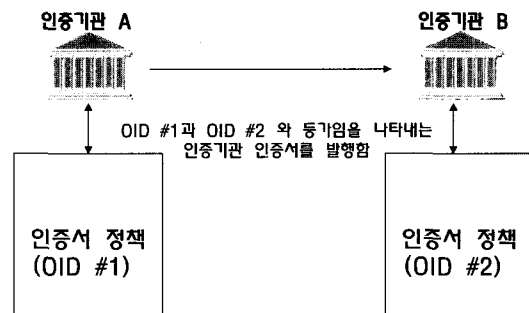 인증기관 A
인증기관 B
OID #1과 OID #2 와 동가임을 나타내는
인증기관 인증서를 발행함
인증서 정책
(OID #1)
인증서 정책
(OID #2)